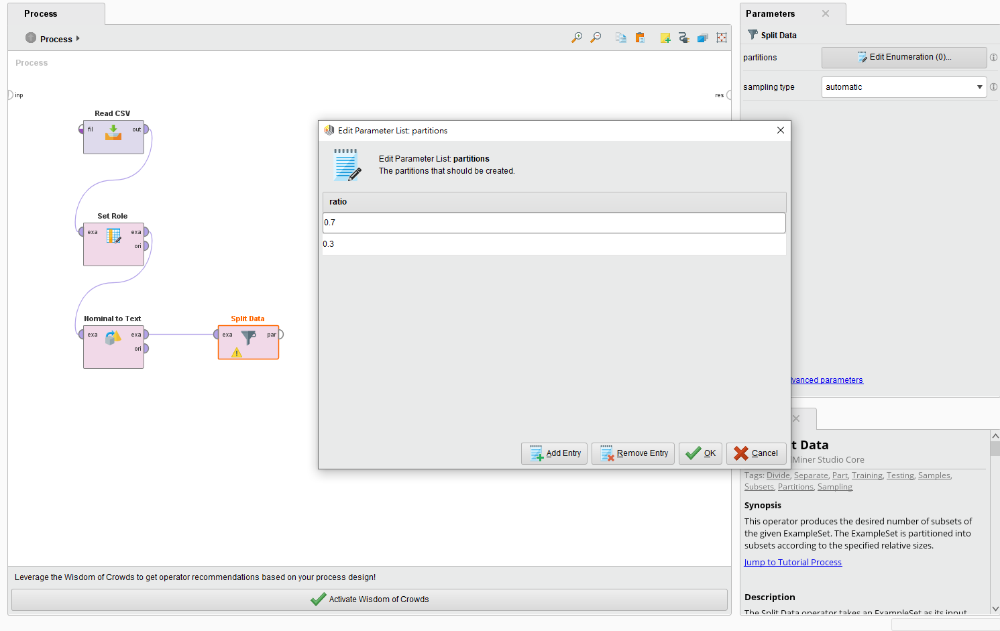 Process
Process
Process
inp
res
Read CSV
fil
out
Set Role
exa
exa
ori
Nominal to Text
exa
exa
ori
Split Data
exa
par
Leverage the Wisdom of Crowds to get operator recommendations based on your process design!
Activate Wisdom of Crowds
Edit Parameter List: partitions
Edit Parameter List: partitions
The partitions that should be created.
ratio
0.7
0.3
Add Entry
Remove Entry
OK
Cancel
Parameters
Split Data
partitions
Edit Enumeration (0)...
sampling type
automatic
vanced parameters
t Data
Miner Studio Core
Tags: Divide, Separate, Part, Training, Testing, Samples,
Subsets, Partitions, Sampling
Synopsis
This operator produces the desired number of subsets of
the given ExampleSet. The ExampleSet is partitioned into
subsets according to the specified relative sizes.
Jump to Tutorial Process
Description
The Split Data operator takes an ExampleSet as its input